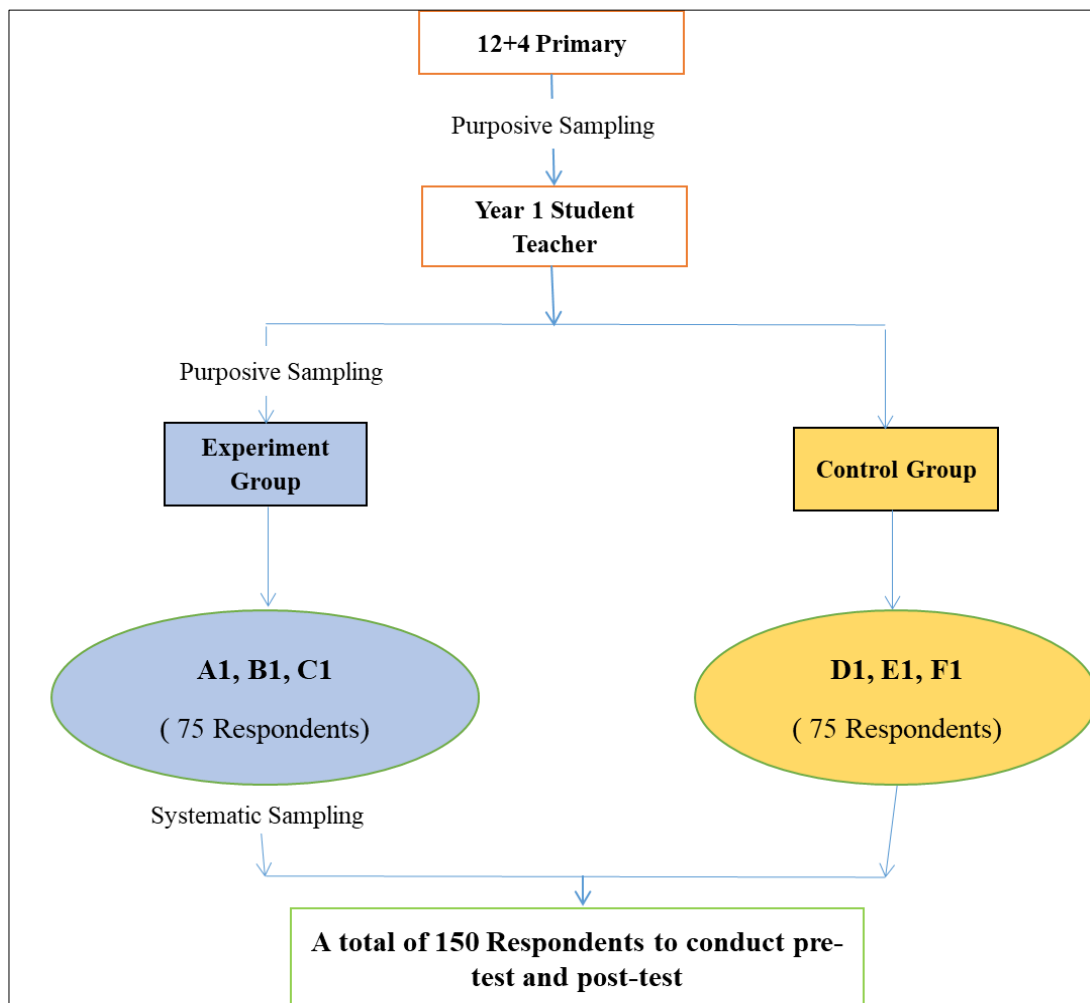 12+4 Primary
Purposive Sampling
Year 1 Student
Teacher
Purposive Sampling
Experiment
Group
Control Group
A1, B1, C1
( 75 Respondents)
D1, E1, F1
( 75 Respondents)
Systematic Sampling
A total of 150 Respondents to conduct pre-
test and post-test